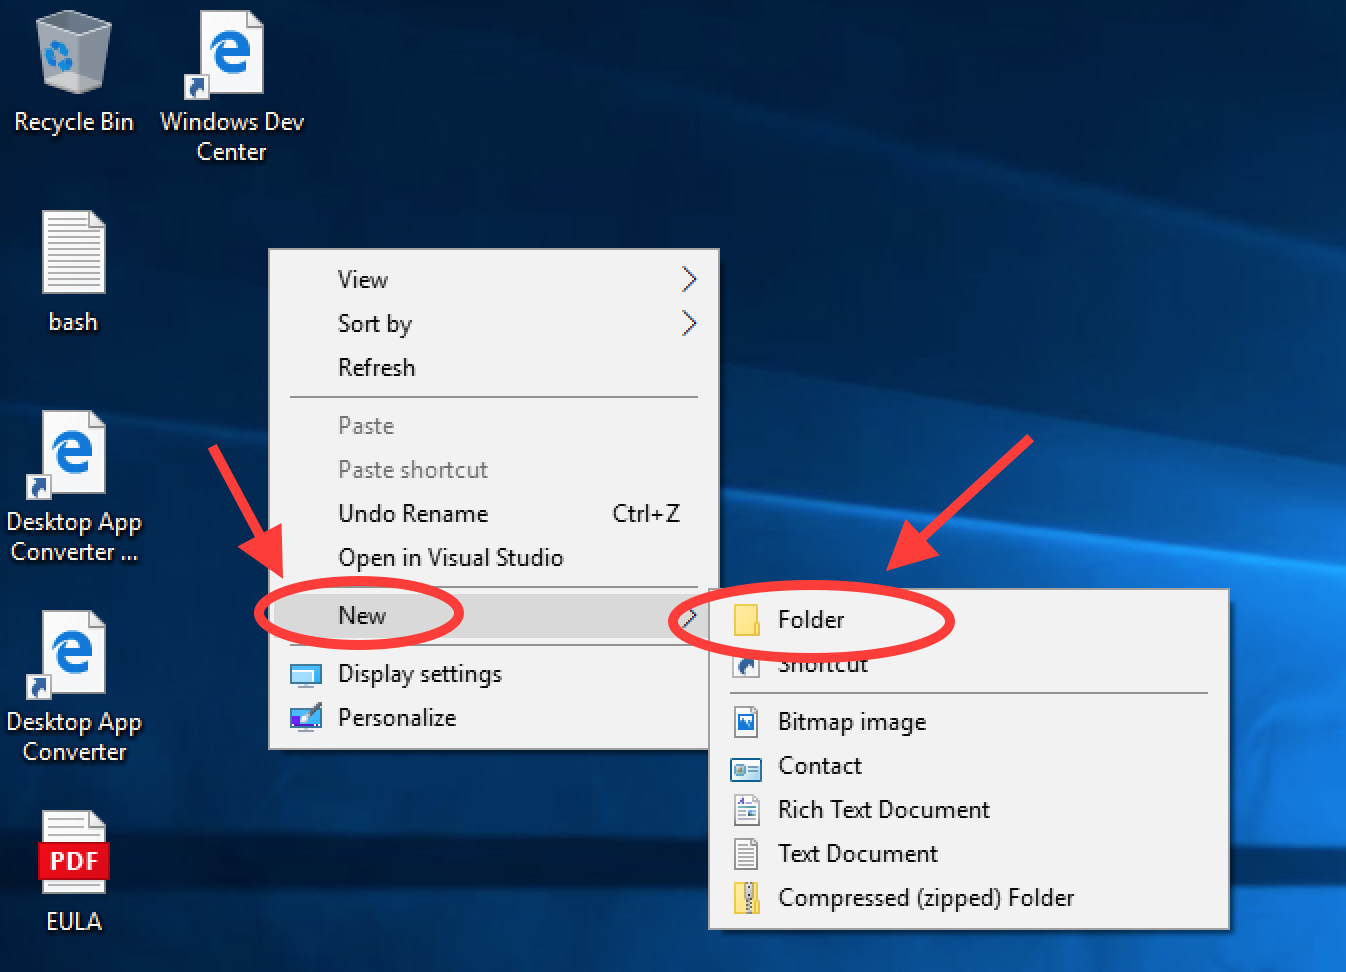 Recycle Bin
Windows Dev
Center
bash
Desktop App
Converter ...
Desktop App
Converter
PDF
EULA
View
Sort by
Refresh
Paste
Paste shortcut
Undo Rename Ctrl+Z
Open in Visual Studio
New
Display settings
Personalize
Folder
Shortcut
Bitmap image
Contact
Rich Text Document
Text Document
Compressed (zipped) Folder